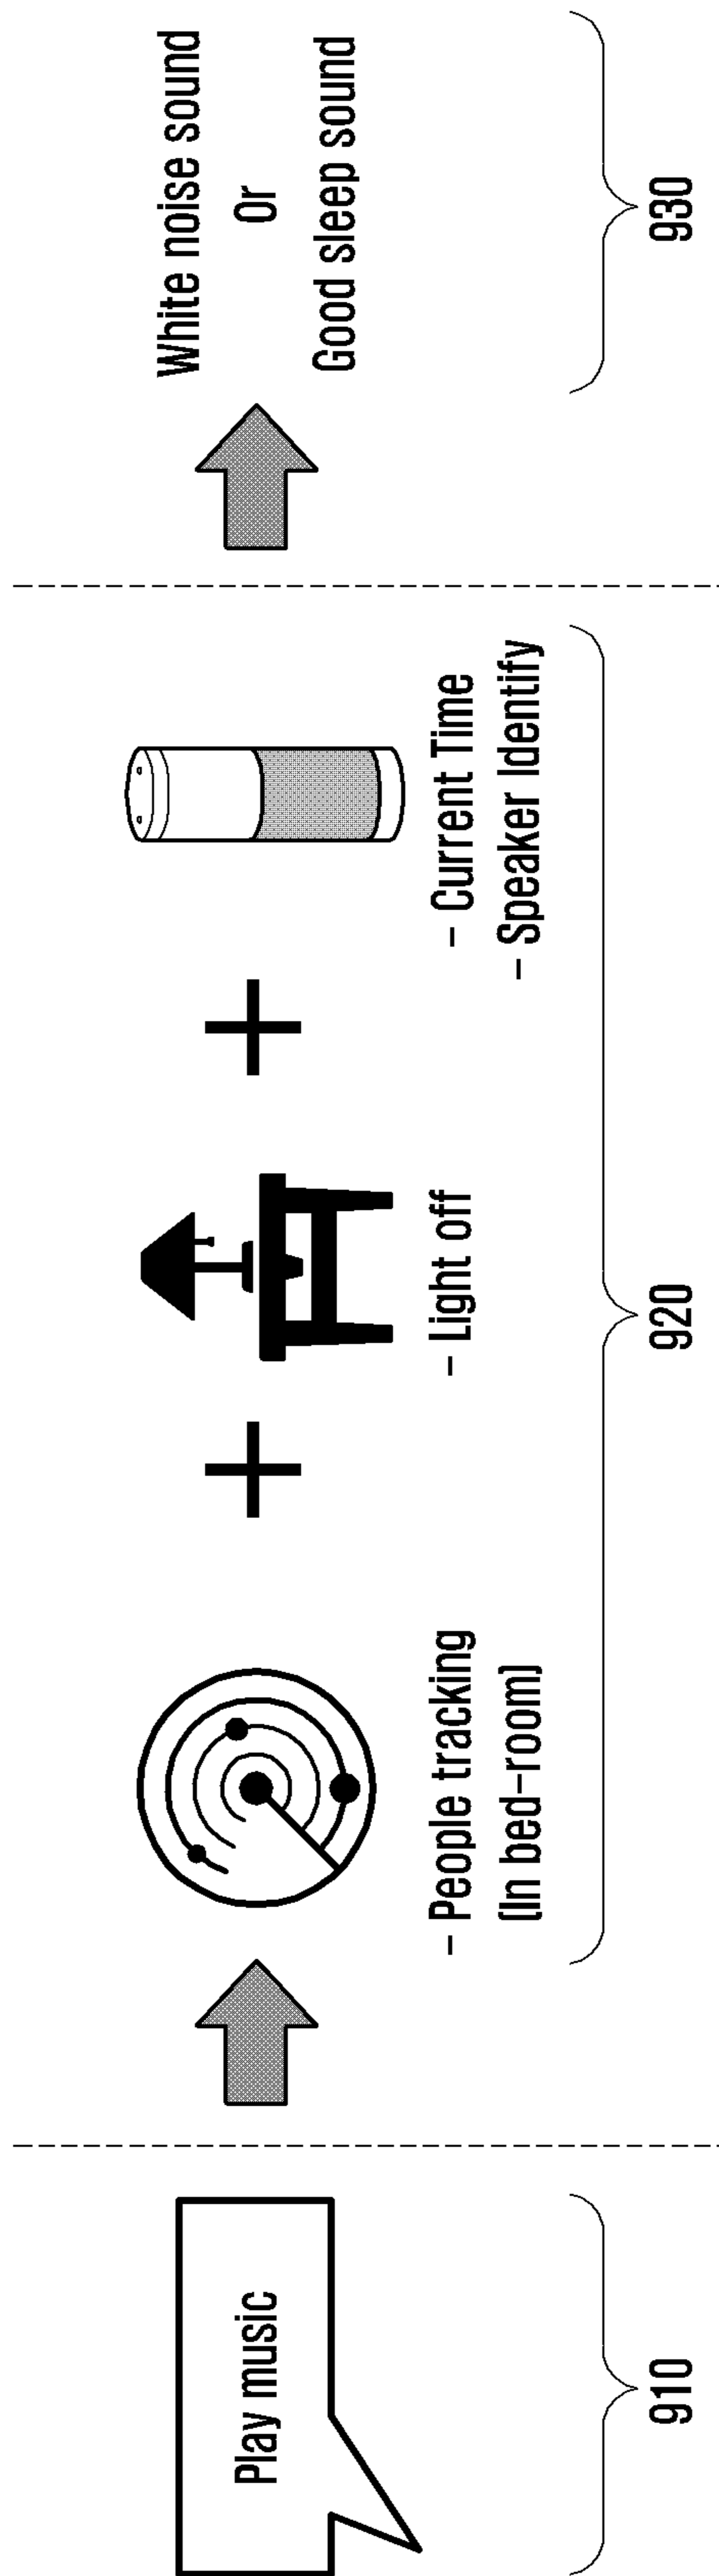 Play music
910
- People tracking
(In bed-room)
- Light off
- Current Time
- Speaker Identify
920
White noise sound
Or
Good sleep sound
930